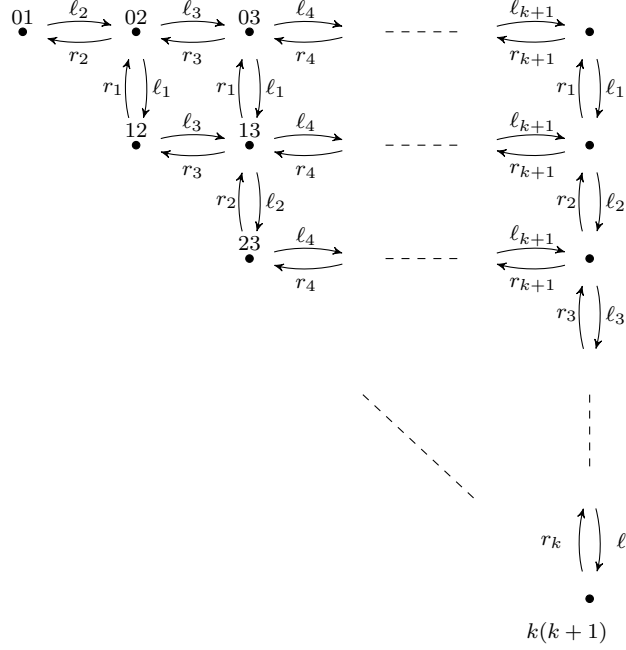 01 02 03
ℓ₂ ℓ₃ ℓ₄ ℓₖ₊₁
r₂ r₃ r₄ rₖ₊₁
r₁ ℓ₁ r₁ ℓ₁ r₁ ℓ₁
12 13
ℓ₃ ℓ₄ ℓₖ₊₁
r₃ r₄ rₖ₊₁
r₂ ℓ₂ r₂ ℓ₂
23
ℓ₄ ℓₖ₊₁
r₄ rₖ₊₁
r₃ ℓ₃
rₖ ℓ
k(k + 1)